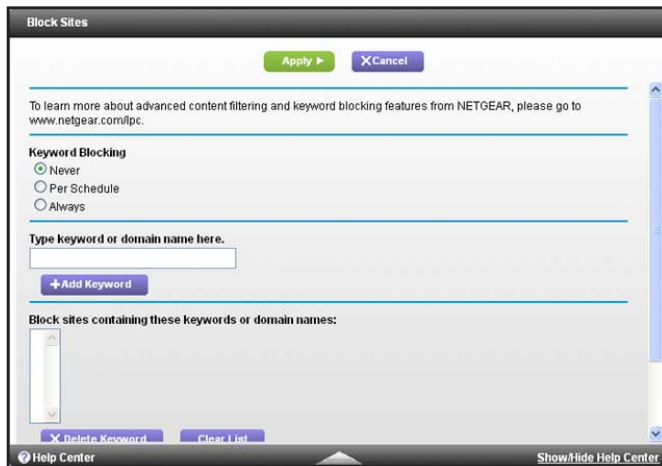 Block Sites
Apply
Cancel
To learn more about advanced content filtering and keyword blocking features from NETGEAR, please go to
www.netgear.com/lpc.
Keyword Blocking
Never
Per Schedule
Always
Type keyword or domain name here.
+Add Keyword
Block sites containing these keywords or domain names:
Delete Keyword
Clear List
Help Center
Show/Hide Help Center